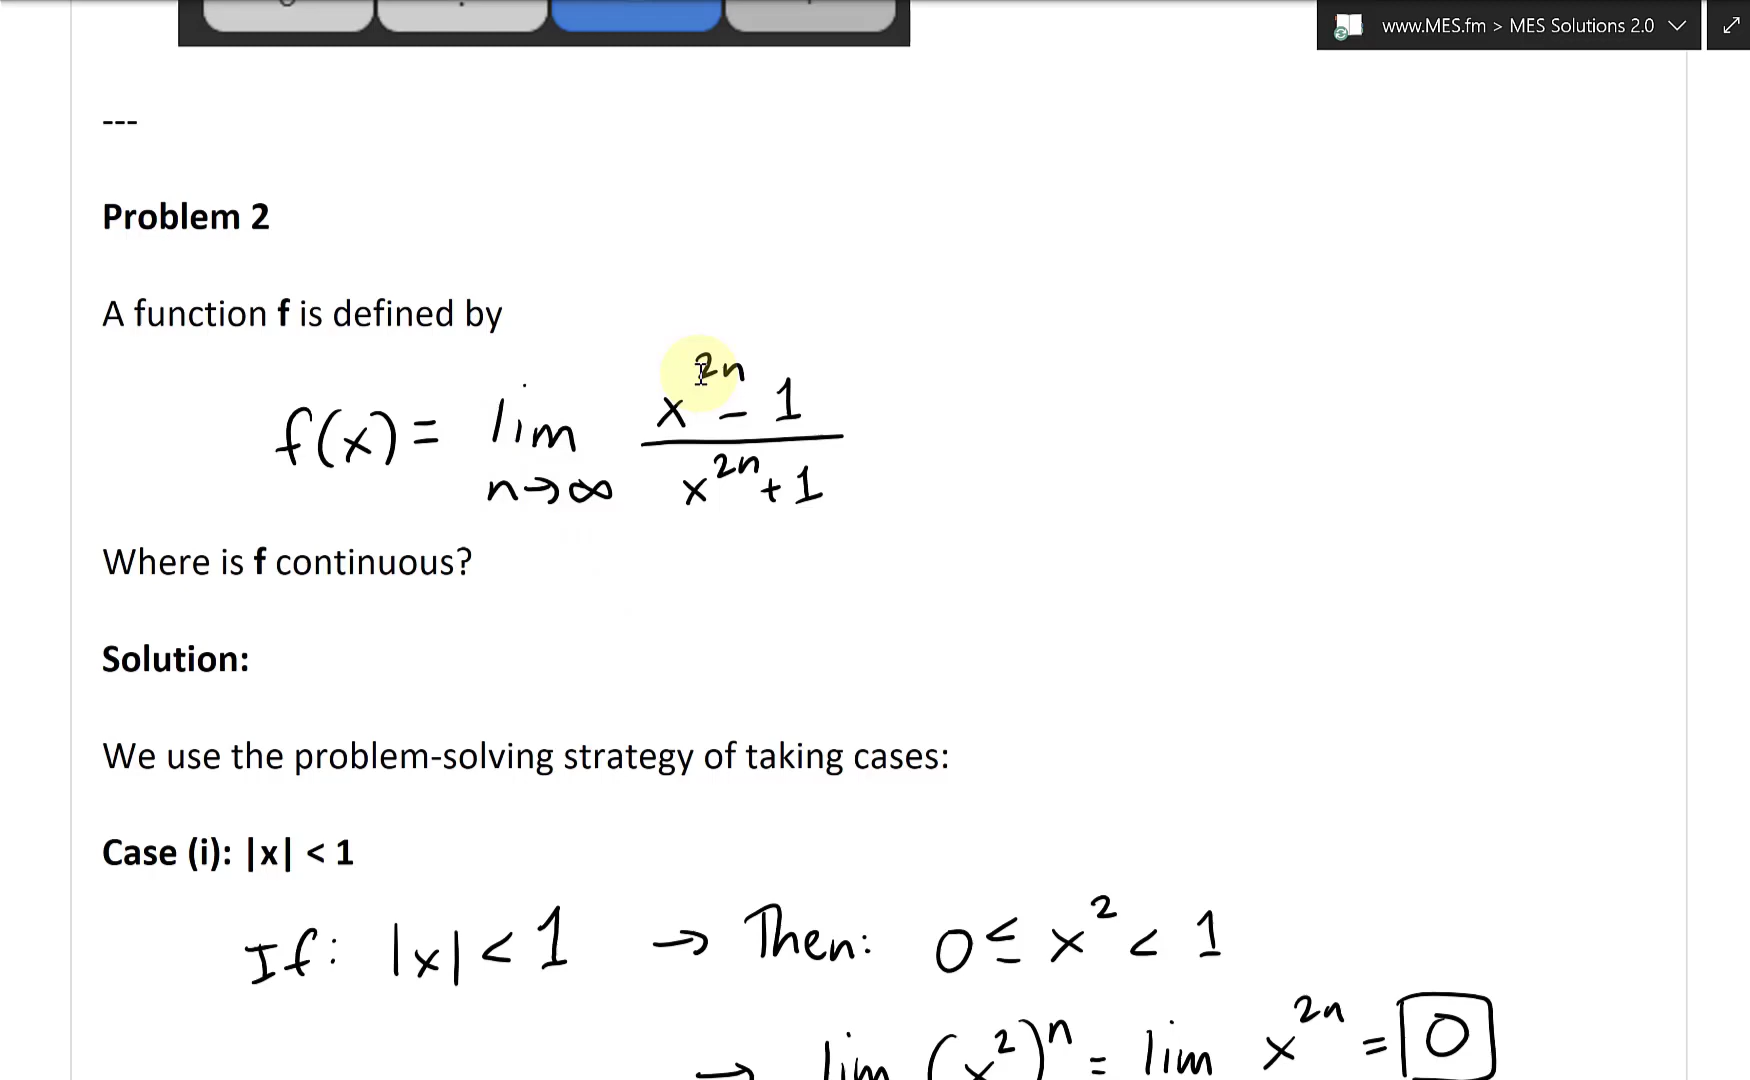 www.MES.fm > MES Solutions 2.0
---
Problem 2
A function f is defined by
f(x) = lim n→∞ (x^2n - 1)/(x^2n + 1)
Where is f continuous?
Solution:
We use the problem-solving strategy of taking cases:
Case (i): |x| < 1
If: |x| < 1 → Then: 0 ≤ x^2 < 1
→ lim (x^2)^n = lim x^2n = 0